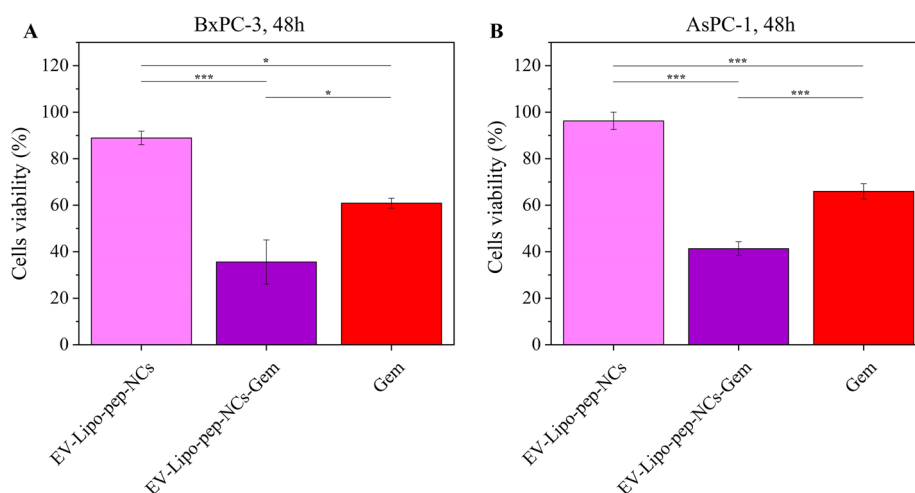 A
BxPC-3, 48h
Cells viability (%)
120
100
80
60
40
20
0
*
***
*
EV-Lipo-pep-NCs
EV-Lipo-pep-NCs-Gem
Gem
B
AsPC-1, 48h
Cells viability (%)
120
100
80
60
40
20
0
***
***
***
EV-Lipo-pep-NCs
EV-Lipo-pep-NCs-Gem
Gem